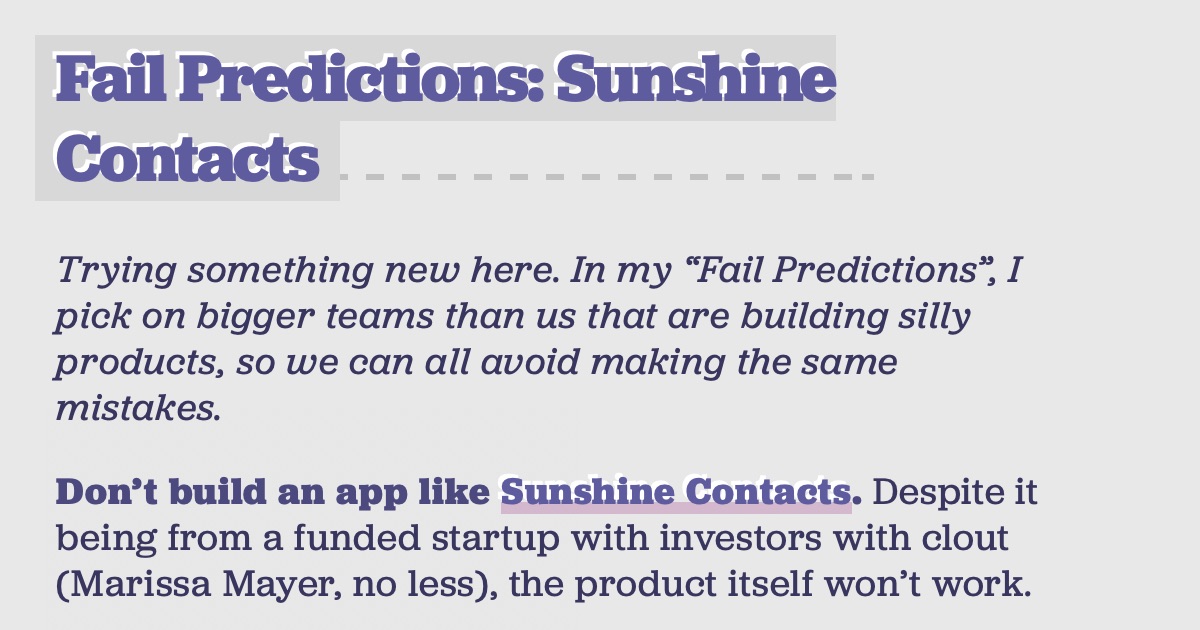 Fail Predictions: Sunshine
Contacts
Trying something new here. In my “Fail Predictions”, I
pick on bigger teams than us that are building silly
products, so we can all avoid making the same
mistakes.
Don’t build an app like Sunshine Contacts. Despite it
being from a funded startup with investors with clout
(Marissa Mayer, no less), the product itself won’t work.